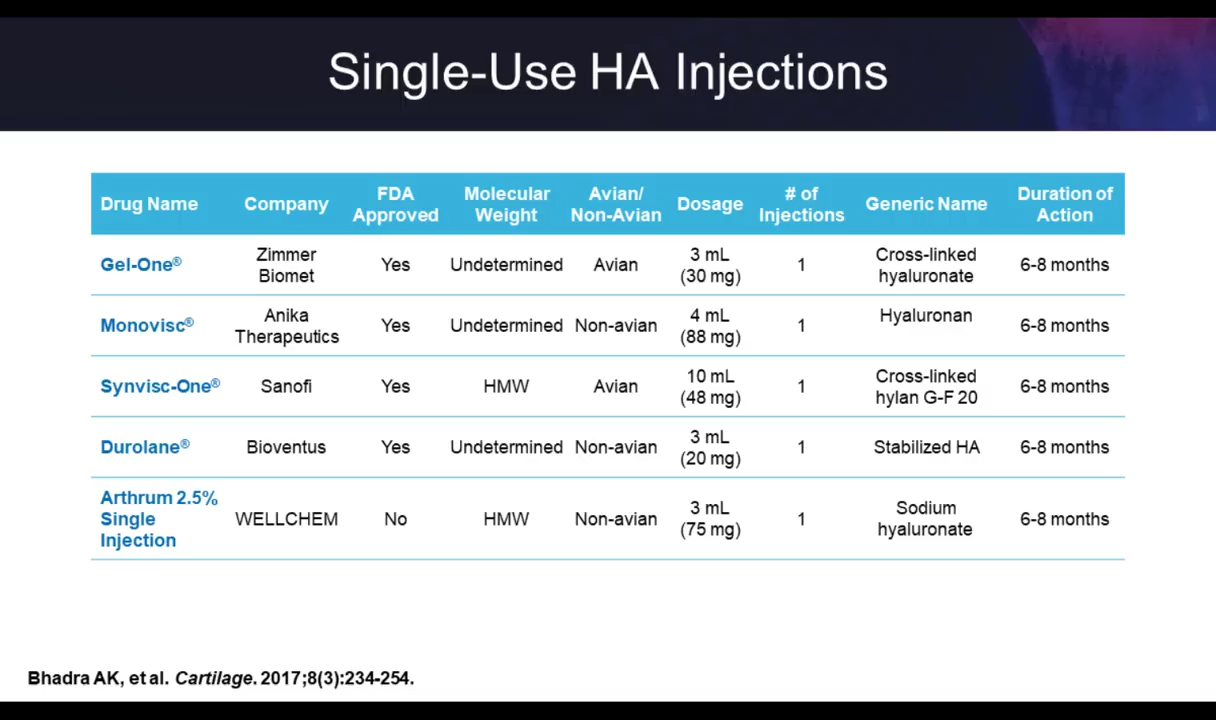 Single-Use HA Injections
Drug Name Company FDA Approved Molecular Weight Avian/ Non-Avian Dosage # of Injections Generic Name Duration of Action
Gel-One® Zimmer Biomet Yes Undetermined Avian 3 mL (30 mg) 1 Cross-linked hyaluronate 6-8 months
Monovisc® Anika Therapeutics Yes Undetermined Non-avian 4 mL (88 mg) 1 Hyaluronan 6-8 months
Synvisc-One® Sanofi Yes HMW Avian 10 mL (48 mg) 1 Cross-linked hylan G-F 20 6-8 months
Durolane® Bioventus Yes Undetermined Non-avian 3 mL (20 mg) 1 Stabilized HA 6-8 months
Arthrum 2.5% Single Injection WELLCHEM No HMW Non-avian 3 mL (75 mg) 1 Sodium hyaluronate 6-8 months
Bhadra AK, et al. Cartilage. 2017;8(3):234-254.